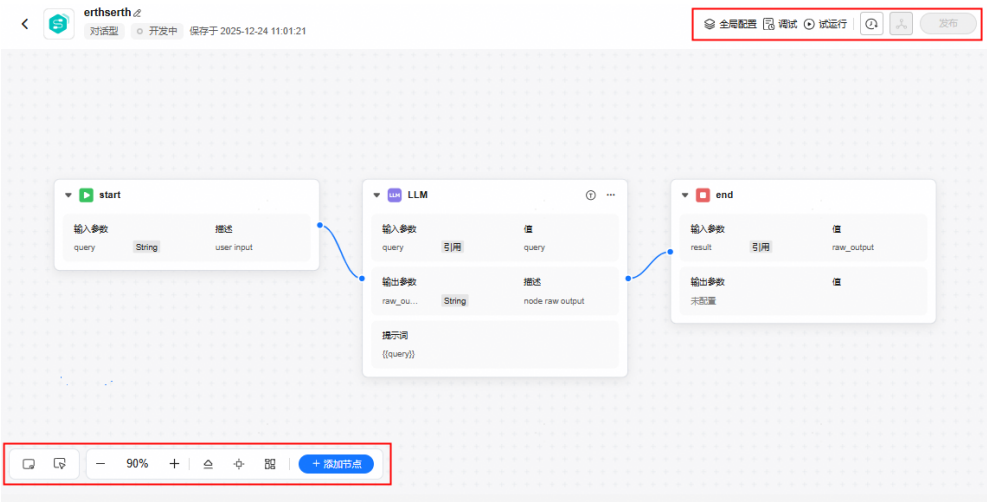 erthserth
对话型 开发中 保存于 2025-12-24 11:01:21
全局配置 调试 试运行 发布
start
输入参数 描述
query String user input
LLM
输入参数 值
query 引用 query
输出参数 描述
raw_ou... String node raw output
提示词
{{query}}
end
输入参数 值
result 引用 raw_output
输出参数 值
未配置
90% + 添加节点